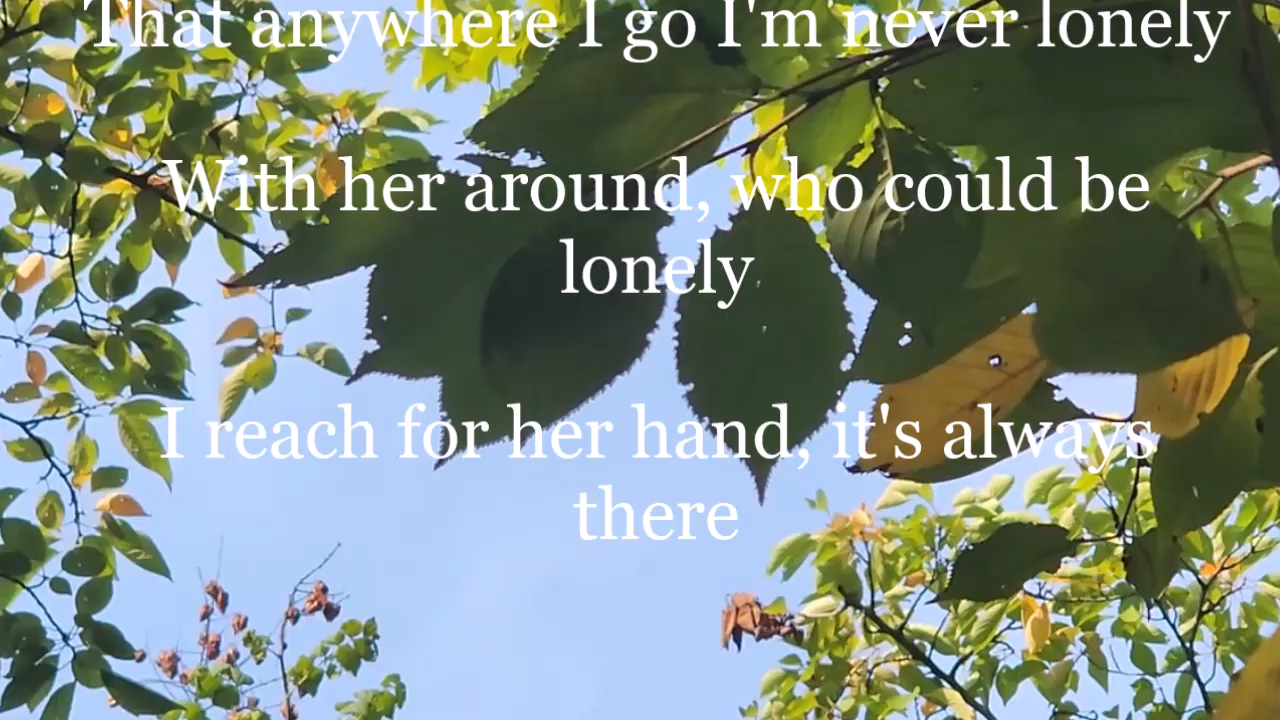 That anywhere I go I'm never lonely
With her around, who could be
lonely
I reach for her hand, it's always
there